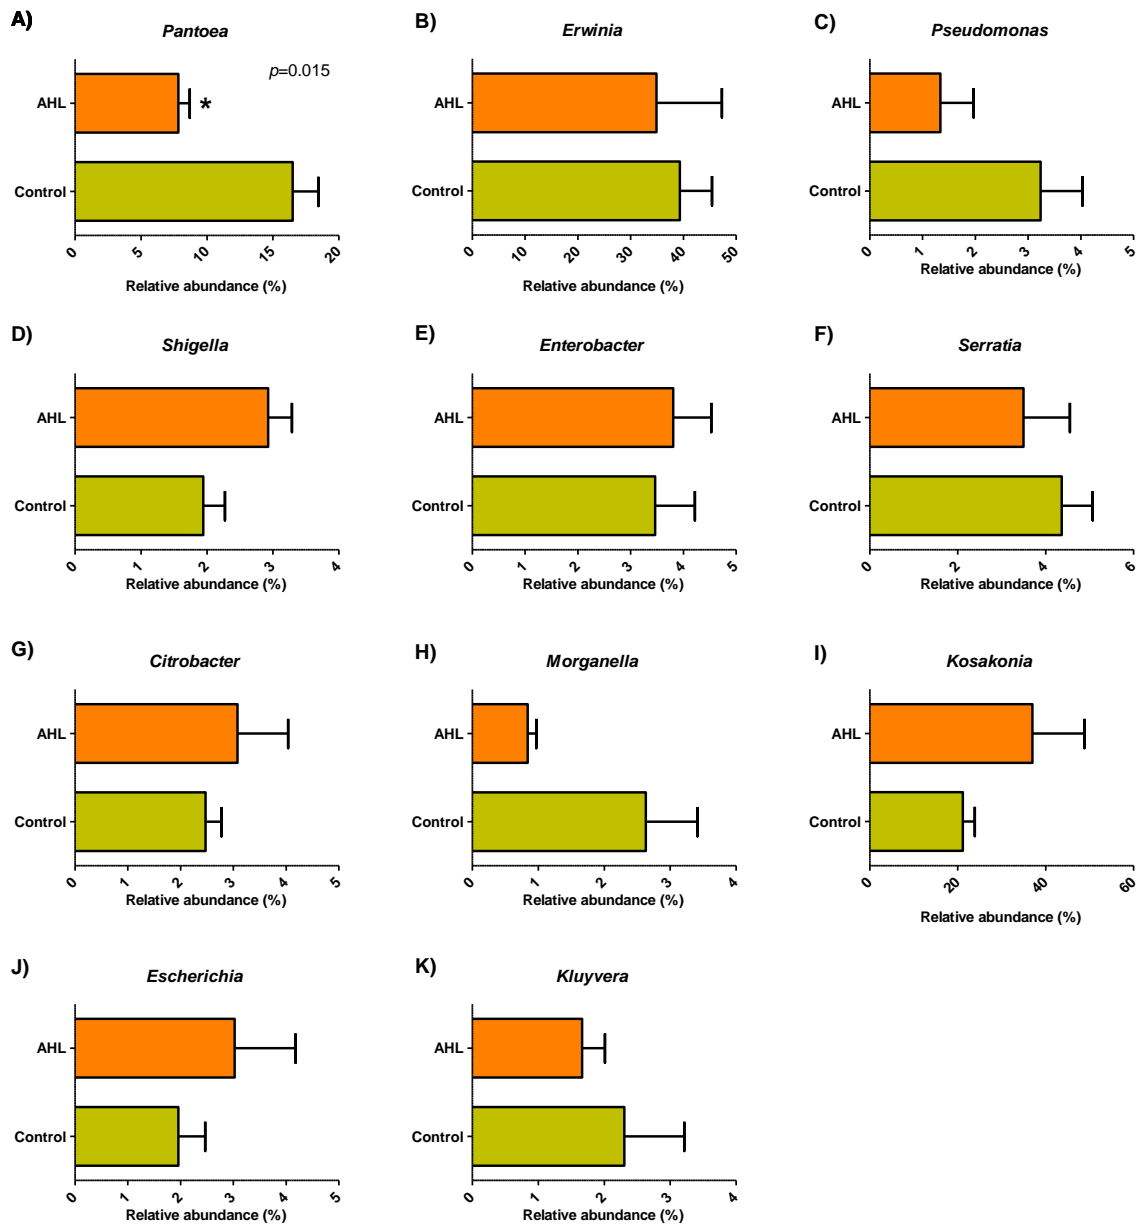 A)
Pantoea
p=0.015
AHL
*
Control
0 5 10 15 20
Relative abundance (%)
B)
Erwinia
0 10 20 30 40 50
Relative abundance (%)
C)
Pseudomonas
AHL
Control
0 1 2 3 4 5
Relative abundance (%)
D)
Shigella
AHL
Control
0 1 2 3 4
Relative abundance (%)
E)
Enterobacter
AHL
Control
0 1 2 3 4 5
Relative abundance (%)
F)
Serratia
AHL
Control
0 2 4 6
Relative abundance (%)
G)
Citrobacter
AHL
Control
0 1 2 3 4 5
Relative abundance (%)
H)
Morganella
AHL
Control
0 1 2 3 4
Relative abundance (%)
I)
Kosakonia
AHL
Control
0 20 40 60
Relative abundance (%)
J)
Escherichia
AHL
Control
0 1 2 3 4 5
Relative abundance (%)
K)
Kluyvera
AHL
Control
0 1 2 3 4
Relative abundance (%)